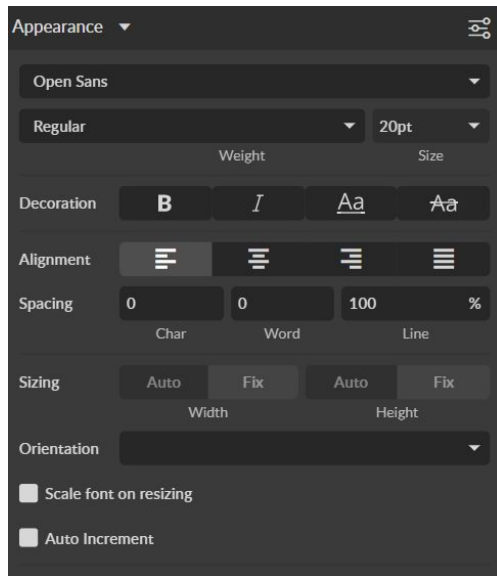 Appearance
Open Sans
Regular 20pt
Weight Size
Decoration B I Aa Aa
Alignment
Spacing 0 0 100 %
Char Word Line
Sizing Auto Fix Auto Fix
Width Height
Orientation
Scale font on resizing
Auto Increment